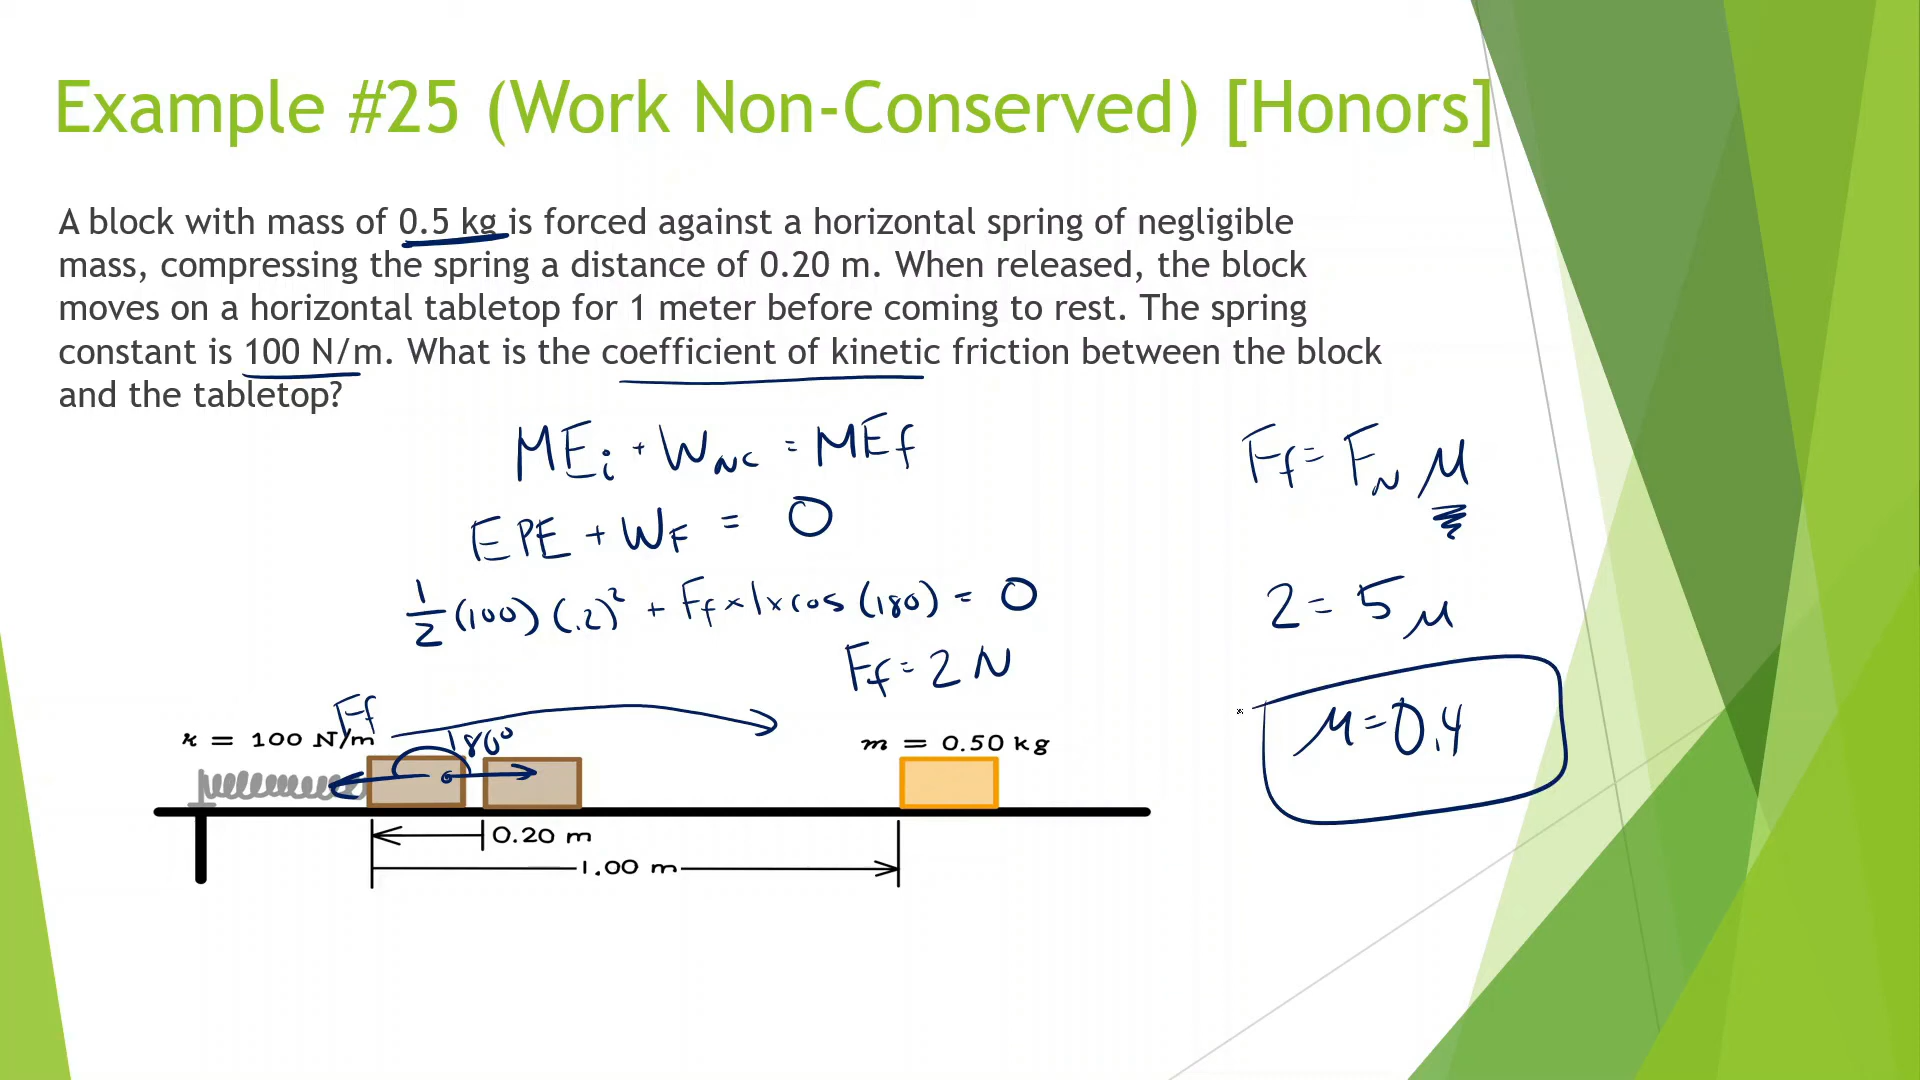 Example #25 (Work Non-Conserved) [Honors]
A block with mass of 0.5 kg is forced against a horizontal spring of negligible
mass, compressing the spring a distance of 0.20 m. When released, the block
moves on a horizontal tabletop for 1 meter before coming to rest. The spring
constant is 100 N/m. What is the coefficient of kinetic friction between the block
and the tabletop?
MEi + WNC = MEf
EPE + WF = 0
1/2 (100) (.2)² + Ff × 1 × cos (180) = 0
Ff = 2 N
Ff = FN μ
2 = 5 μ
μ = 0.4
Ff
180°
k = 100 N/m
m = 0.50 kg
0.20 m
1.00 m